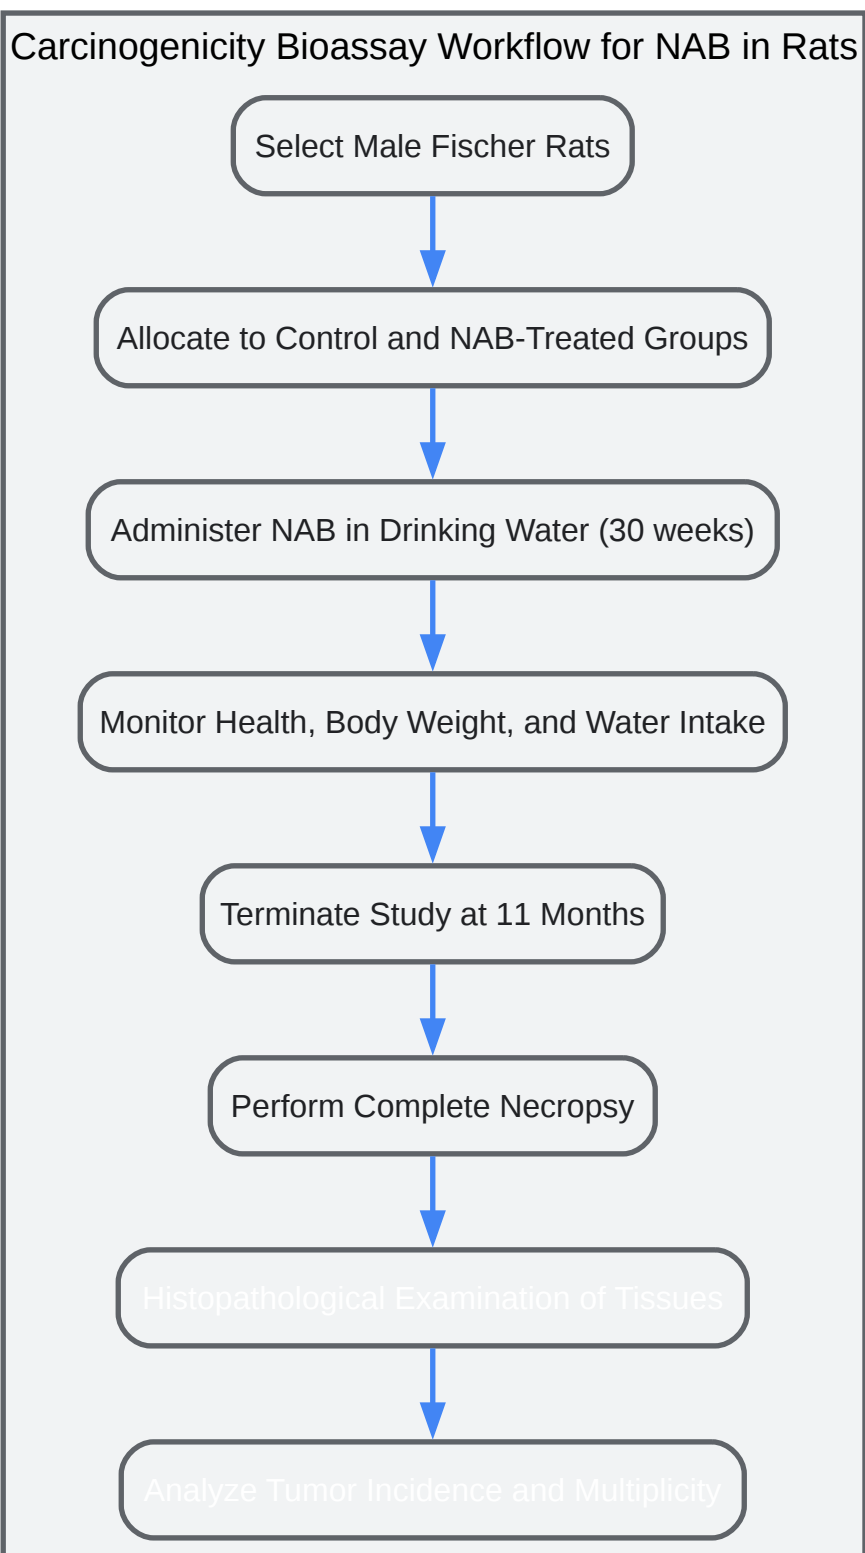 Carcinogenicity Bioassay Workflow for NAB in Rats
Select Male Fischer Rats
Allocate to Control and NAB-Treated Groups
Administer NAB in Drinking Water (30 weeks)
Monitor Health, Body Weight, and Water Intake
Terminate Study at 11 Months
Perform Complete Necropsy
Histopathological Examination of Tissues
Analyze Tumor Incidence and Multiplicity